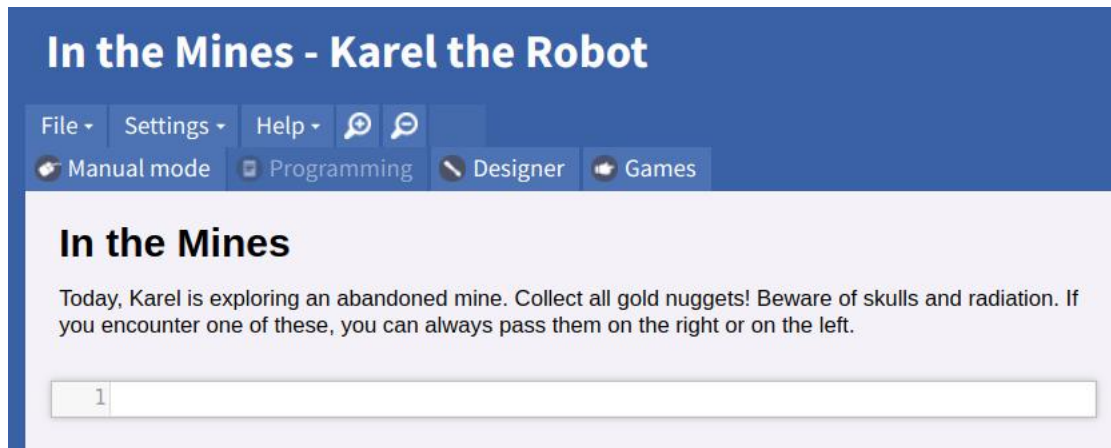 In the Mines - Karel the Robot
File Settings Help
Manual mode Programming Designer Games
In the Mines
Today, Karel is exploring an abandoned mine. Collect all gold nuggets! Beware of skulls and radiation. If
you encounter one of these, you can always pass them on the right or on the left.
1